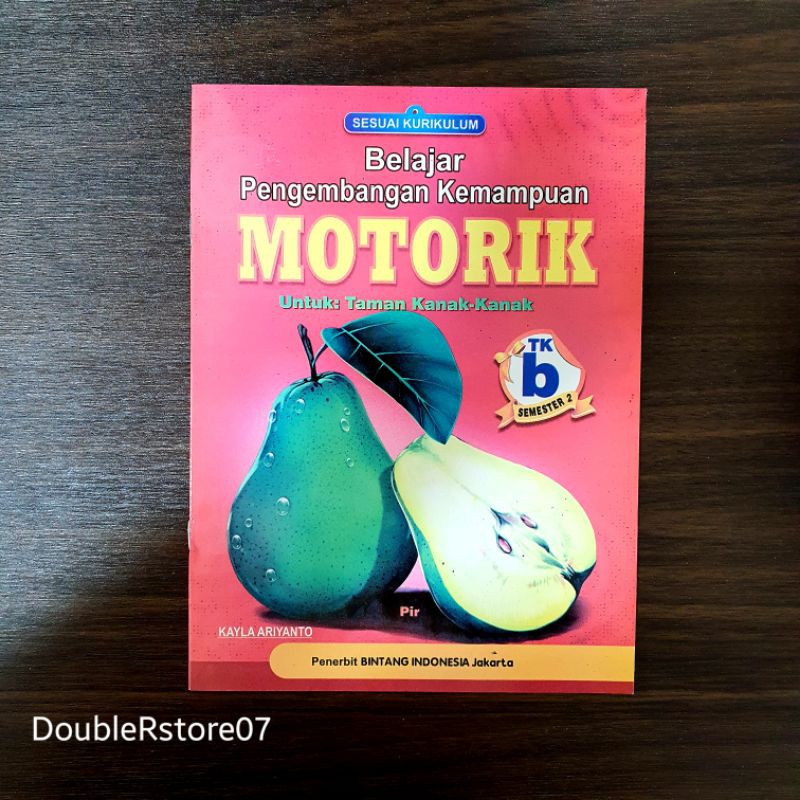 SESUAI KURIKULUM
Belajar
Pengembangan Kemampuan
MOTORIK
Untuk: Taman Kanak-Kanak
TK
b
SEMESTER 2
Pir
KAYLA ARIYANTO
Penerbit BINTANG INDONESIA Jakarta
DoubleRstore07